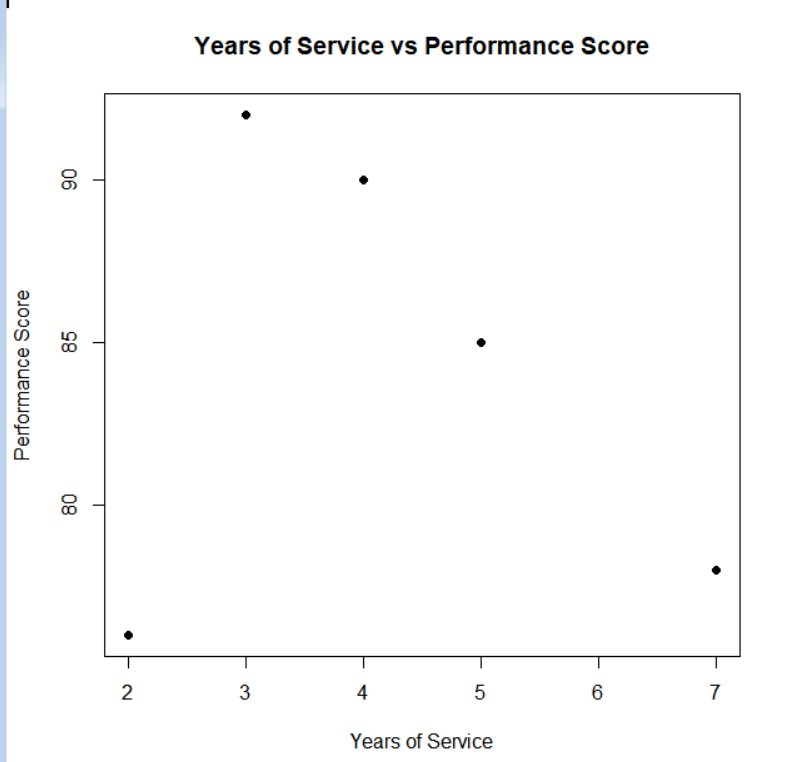 Years of Service vs Performance Score
90
85
80
Performance Score
2 3 4 5 6 7
Years of Service